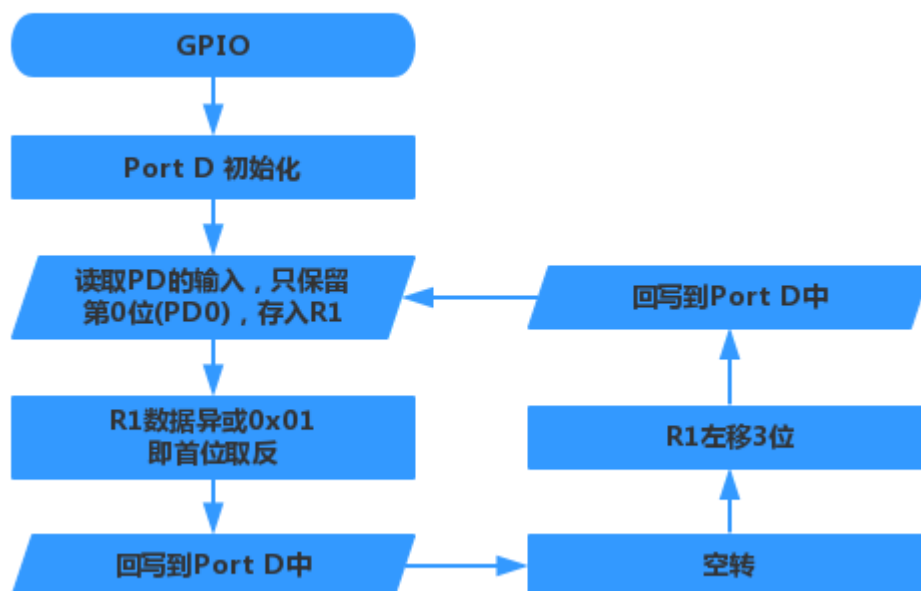 GPIO
Port D 初始化
读取PD的输入，只保留
第0位(PD0)，存入R1
R1数据异或0x01
即首位取反
回写到Port D中
空转
R1左移3位
回写到Port D中